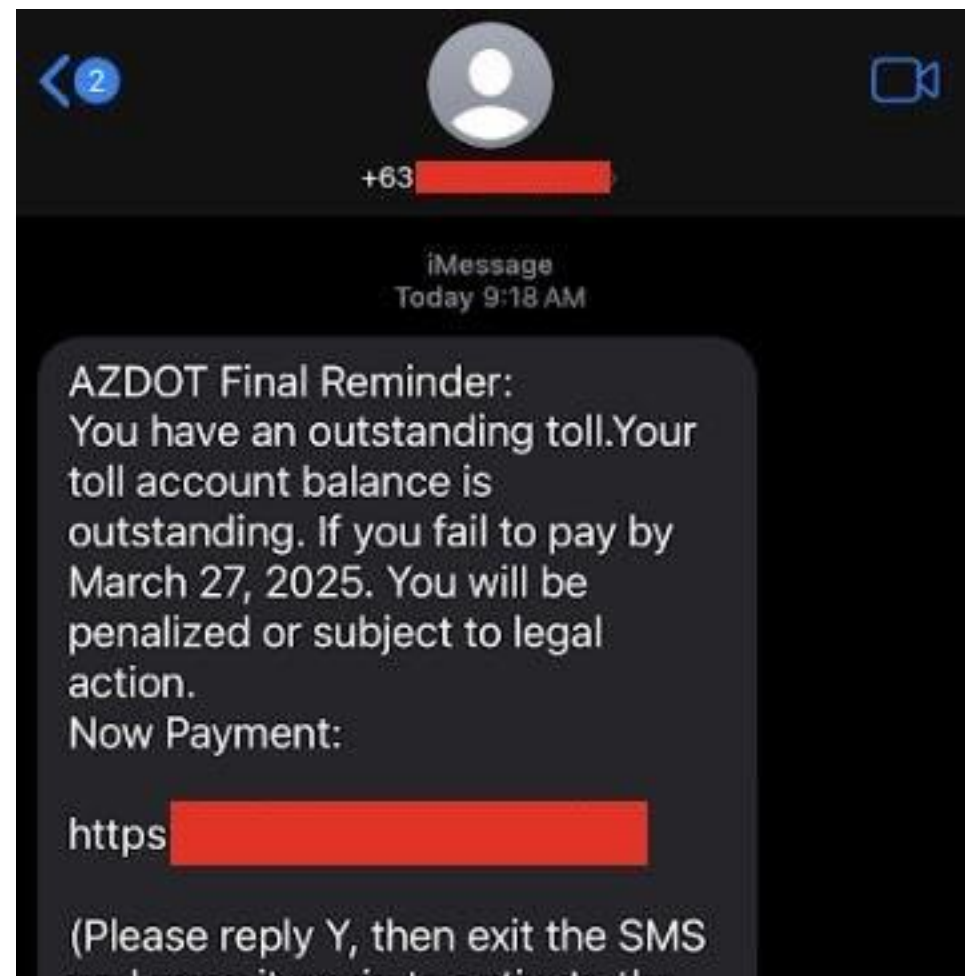 2
+63
iMessage
Today 9:18 AM
AZDOT Final Reminder:
You have an outstanding toll.Your
toll account balance is
outstanding. If you fail to pay by
March 27, 2025. You will be
penalized or subject to legal
action.
Now Payment:
https
(Please reply Y, then exit the SMS